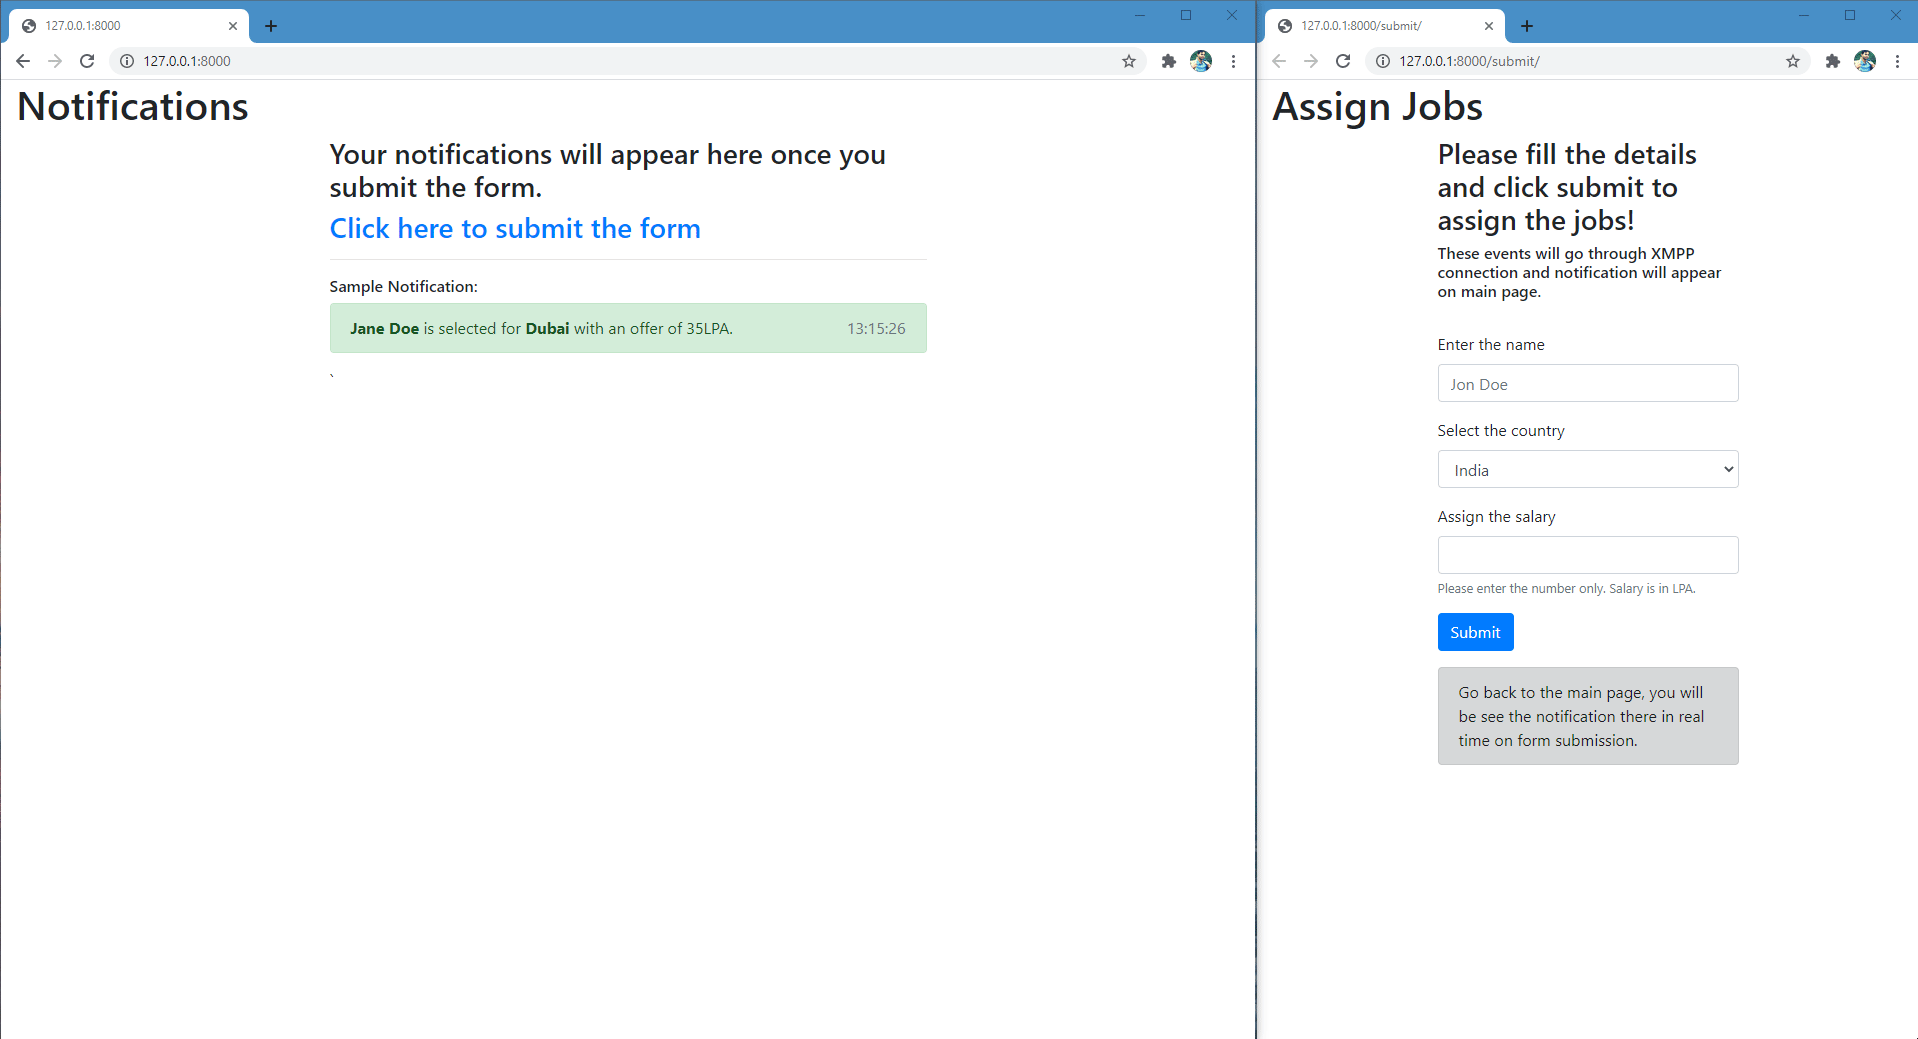 127.0.0.1:8000
127.0.0.1:8000
Notifications
Your notifications will appear here once you
submit the form.
Click here to submit the form
Sample Notification:
Jane Doe is selected for Dubai with an offer of 35LPA. 13:15:26
`
127.0.0.1:8000/submit/
127.0.0.1:8000/submit/
Assign Jobs
Please fill the details
and click submit to
assign the jobs!
These events will go through XMPP
connection and notification will appear
on main page.
Enter the name
Jon Doe
Select the country
India
Assign the salary
Please enter the number only. Salary is in LPA.
Submit
Go back to the main page, you will
be see the notification there in real
time on form submission.